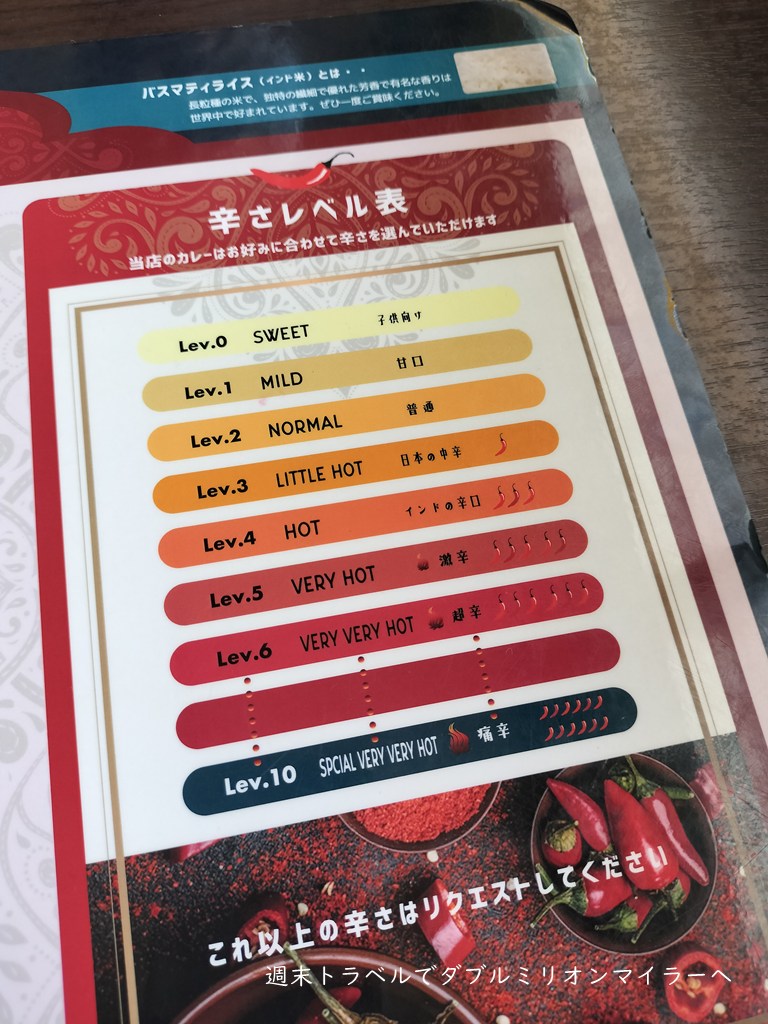 バスマティライス（インド米）とは・・
長粒種の米で、独特の繊細で優れた芳香で有名な香りは
世界中で好まれています。ぜひ一度ご賞味ください。
辛さレベル表
当店のカレーはお好みに合わせて辛さを選んでいただけます
Lev.0 SWEET 子供向け
Lev.1 MILD 甘口
Lev.2 NORMAL 普通
Lev.3 LITTLE HOT 日本の中辛
Lev.4 HOT インドの辛口
Lev.5 VERY HOT 激辛
Lev.6 VERY VERY HOT 超辛
Lev.10 SPCIAL VERY VERY HOT 痛辛
これ以上の辛さはリクエストしてください
週末トラベルでダブルミリオンマイラーへ